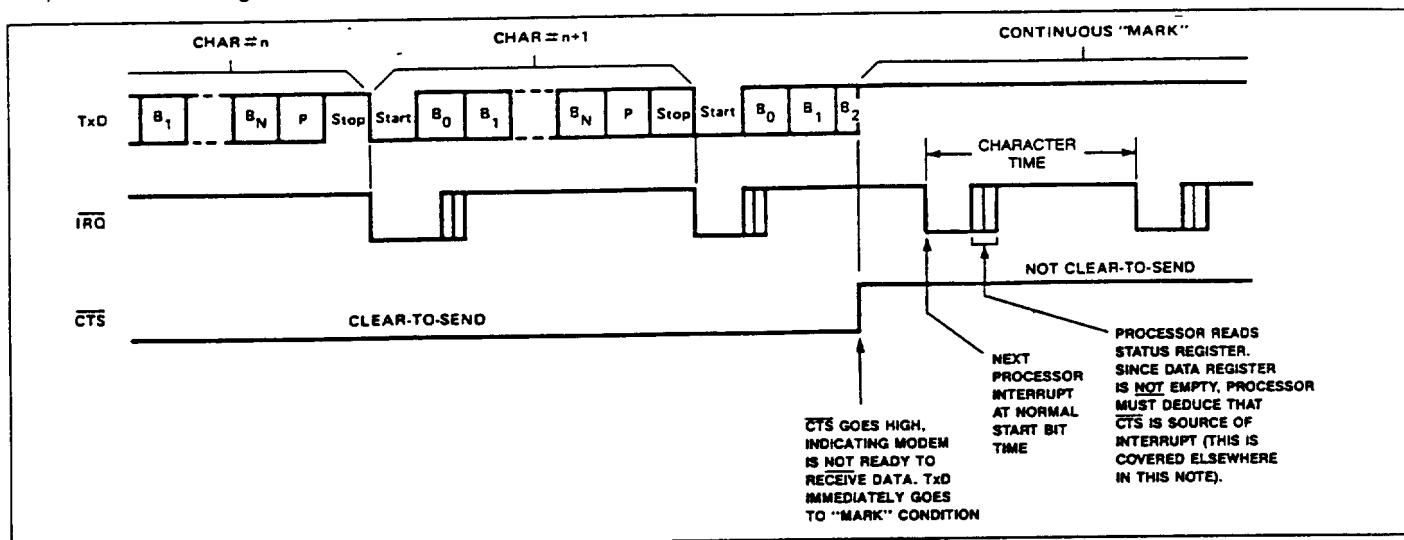 CHAR≠n
CHAR≠n+1
CONTINUOUS "MARK"
TxD
B1
BN
P
Stop
Start
B0
B1
BN
P
Stop
Start
B0
B1
B2
CHARACTER
TIME
IRQ
NOT CLEAR-TO-SEND
CTS
CLEAR-TO-SEND
CTS GOES HIGH,
INDICATING MODEM
IS NOT READY TO
RECEIVE DATA. TxD
IMMEDIATELY GOES
TO "MARK" CONDITION
NEXT
PROCESSOR
INTERRUPT
AT NORMAL
START BIT
TIME
PROCESSOR READS
STATUS REGISTER.
SINCE DATA REGISTER
IS NOT EMPTY, PROCESSOR
MUST DEDUCE THAT
CTS IS SOURCE OF
INTERRUPT (THIS IS
COVERED ELSEWHERE
IN THIS NOTE).